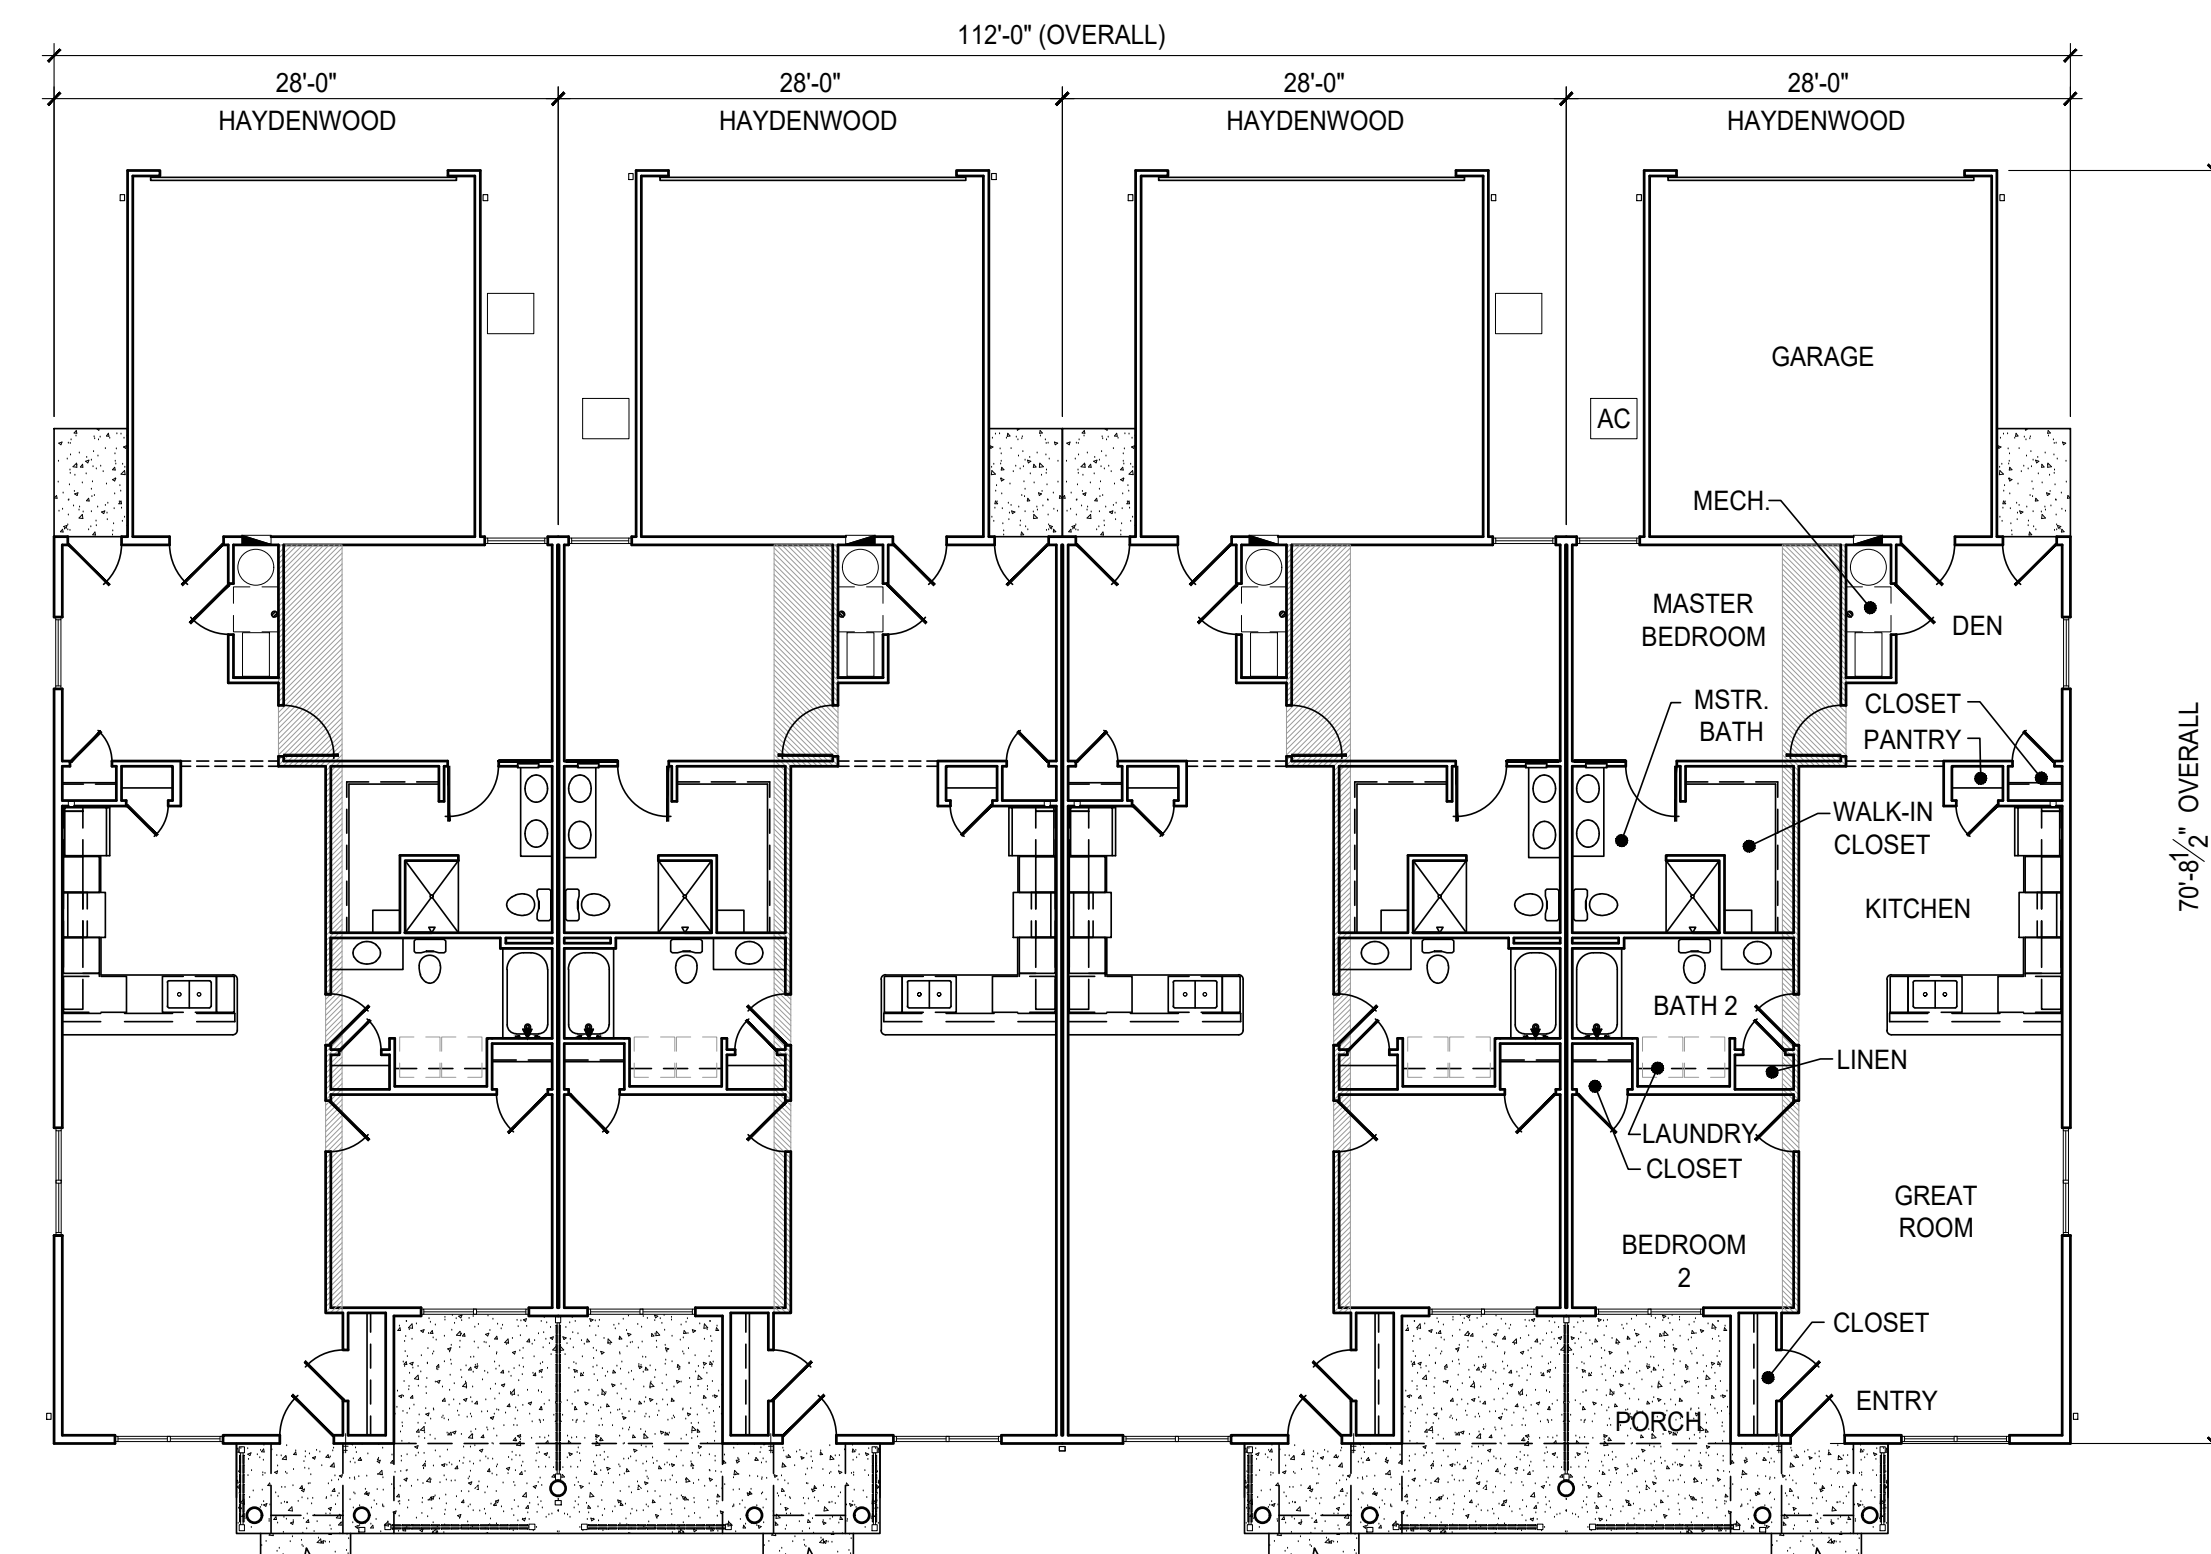 112'-0" (OVERALL)
28'-0" 28'-0" 28'-0" 28'-0"
HAYDENWOOD HAYDENWOOD HAYDENWOOD HAYDENWOOD
GARAGE
AC
MECH.
MASTER
BEDROOM
DEN
MSTR.
BATH
CLOSET
PANTRY
WALK-IN
CLOSET
KITCHEN
70'-8 1/2" OVERALL
BATH 2
LINEN
LAUNDRY
CLOSET
GREAT
ROOM
BEDROOM
2
CLOSET
ENTRY
PORCH